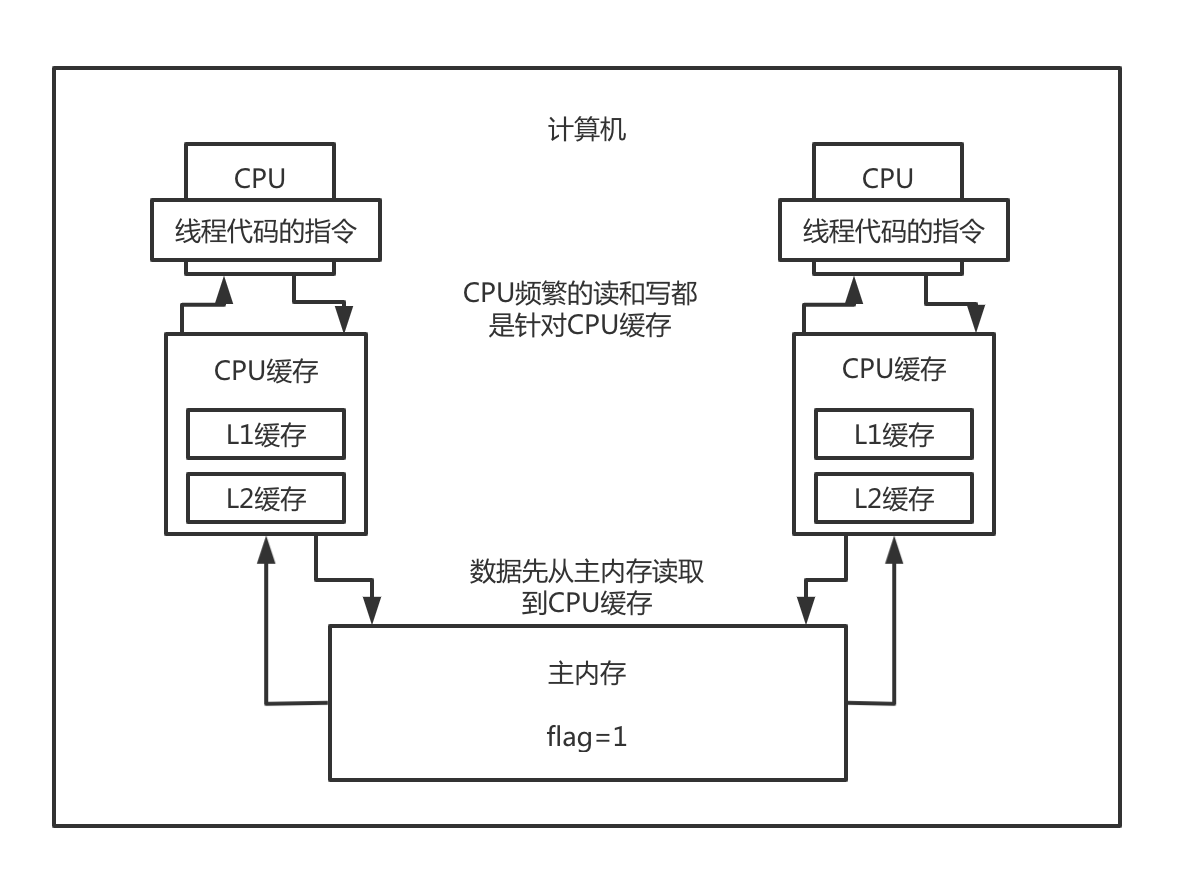 计算机
CPU
CPU
线程代码的指令
线程代码的指令
CPU频繁的读和写都
是针对CPU缓存
CPU缓存
CPU缓存
L1缓存
L1缓存
L2缓存
L2缓存
数据先从主内存读取
到CPU缓存
主内存
flag=1